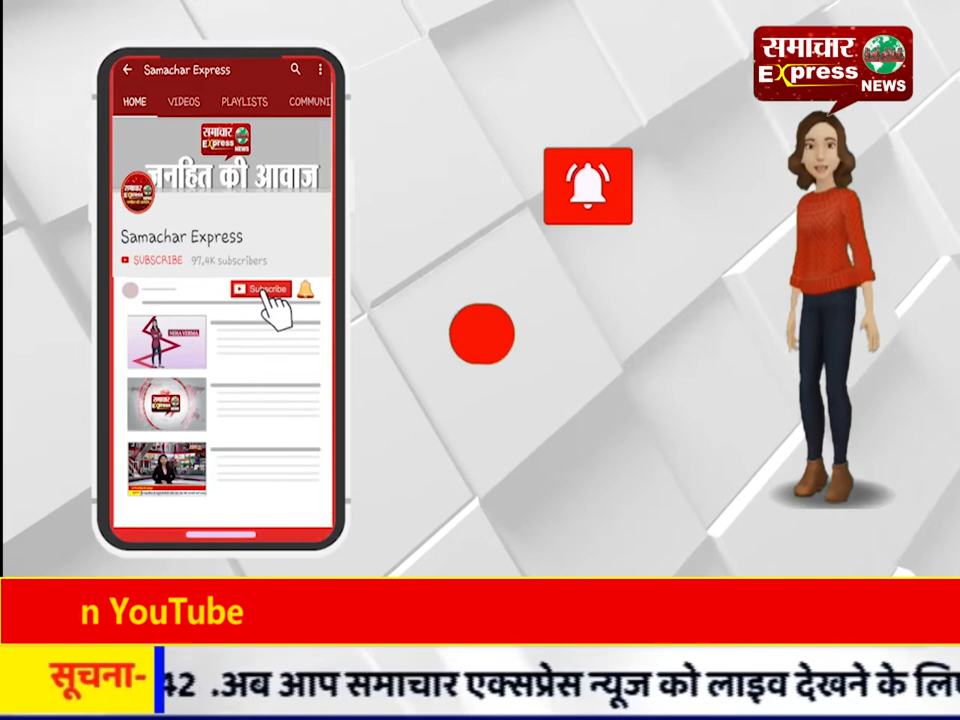 Samachar Express
HOME VIDEOS PLAYLISTS COMMUNI
समाचार
Express
NEWS
जनहित की आवाज
Samachar Express
SUBSCRIBE 97,4K subscribers
Subscribe
समाचार
Express
NEWS
n YouTube
सूचना-
42 .अब आप समाचार एक्सप्रेस न्यूज को लाइव देखने के लिए